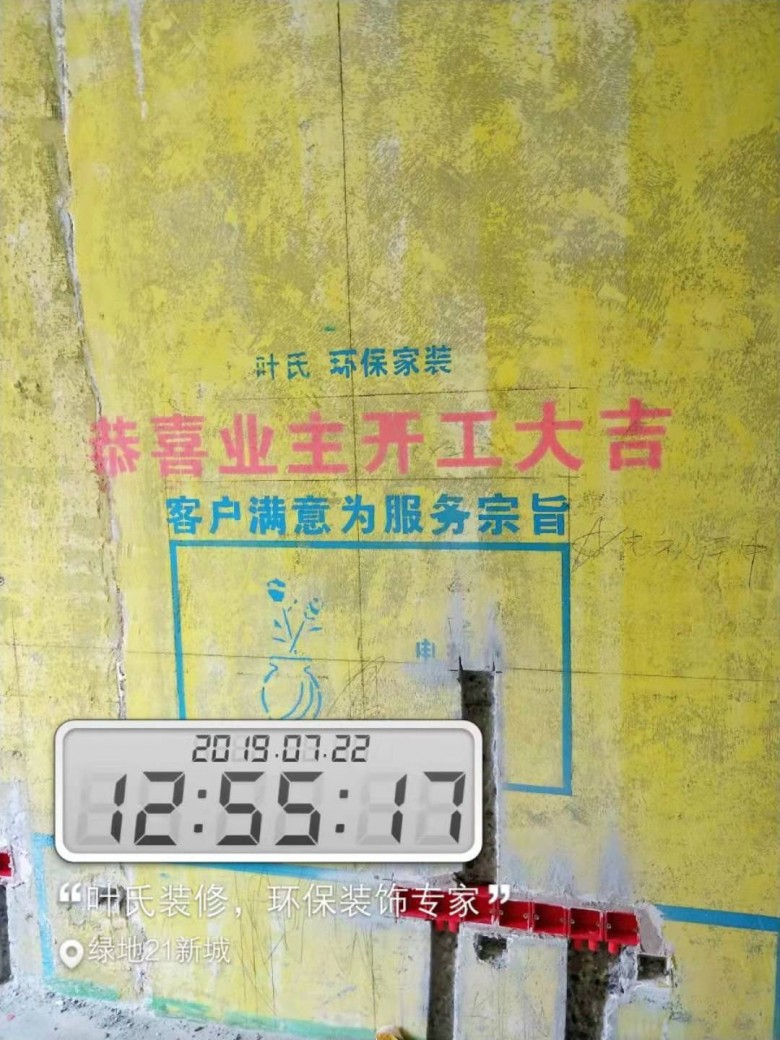 叶氏 环保家装
恭喜业主开工大吉
客户满意为服务宗旨
电
2019.07.22
12:55:17
“叶氏装修，环保装饰专家”
绿地21新城